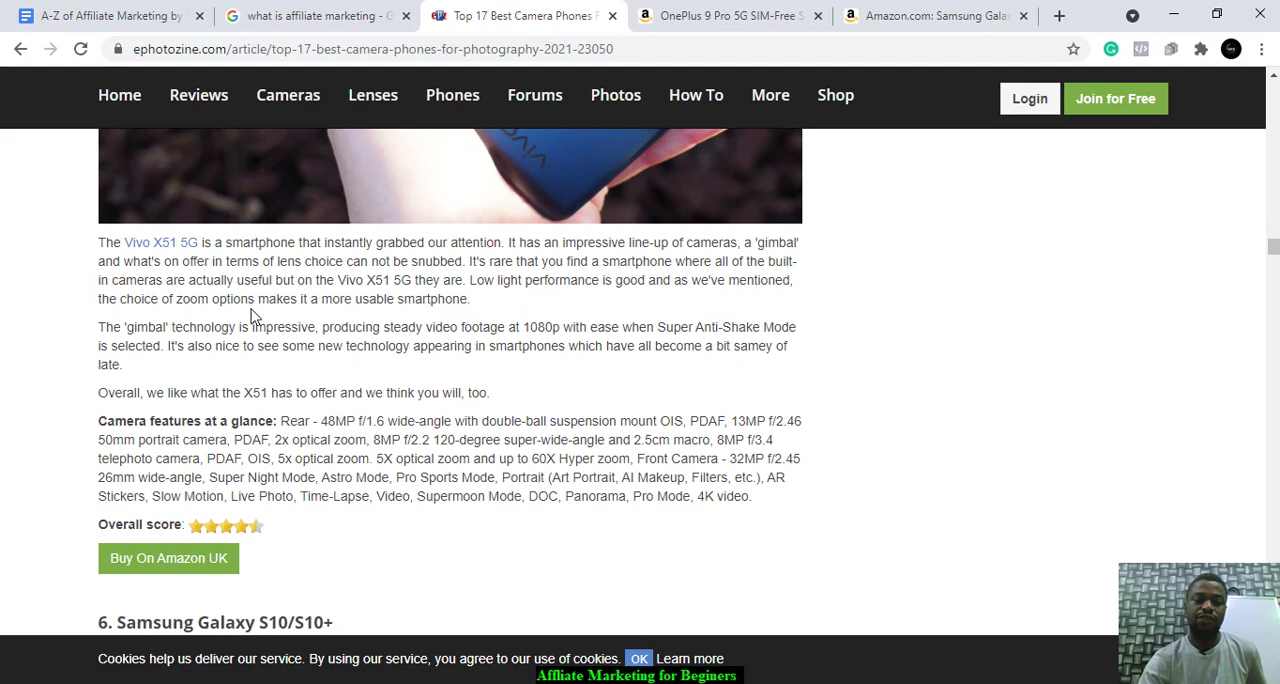 A-Z of Affiliate Marketing by
what is affiliate marketing - G
Top 17 Best Camera Phones F
OnePlus 9 Pro 5G SIM-Free S
Amazon.com: Samsung Gala
ephotozine.com/article/top-17-best-camera-phones-for-photography-2021-23050
Home Reviews Cameras Lenses Phones Forums Photos How To More Shop Login Join for Free
vivo
The Vivo X51 5G is a smartphone that instantly grabbed our attention. It has an impressive line-up of cameras, a 'gimbal'
and what's on offer in terms of lens choice can not be snubbed. It's rare that you find a smartphone where all of the built-
in cameras are actually useful but on the Vivo X51 5G they are. Low light performance is good and as we've mentioned,
the choice of zoom options makes it a more usable smartphone.
The 'gimbal' technology is impressive, producing steady video footage at 1080p with ease when Super Anti-Shake Mode
is selected. It's also nice to see some new technology appearing in smartphones which have all become a bit samey of
late.
Overall, we like what the X51 has to offer and we think you will, too.
Camera features at a glance: Rear - 48MP f/1.6 wide-angle with double-ball suspension mount OIS, PDAF, 13MP f/2.46
50mm portrait camera, PDAF, 2x optical zoom, 8MP f/2.2 120-degree super-wide-angle and 2.5cm macro, 8MP f/3.4
telephoto camera, PDAF, OIS, 5x optical zoom. 5X optical zoom and up to 60X Hyper zoom, Front Camera - 32MP f/2.45
26mm wide-angle, Super Night Mode, Astro Mode, Pro Sports Mode, Portrait (Art Portrait, AI Makeup, Filters, etc.), AR
Stickers, Slow Motion, Live Photo, Time-Lapse, Video, Supermoon Mode, DOC, Panorama, Pro Mode, 4K video.
Overall score:
Buy On Amazon UK
6. Samsung Galaxy S10/S10+
Cookies help us deliver our service. By using our service, you agree to our use of cookies. OK Learn more
Affliate Marketing for Beginers